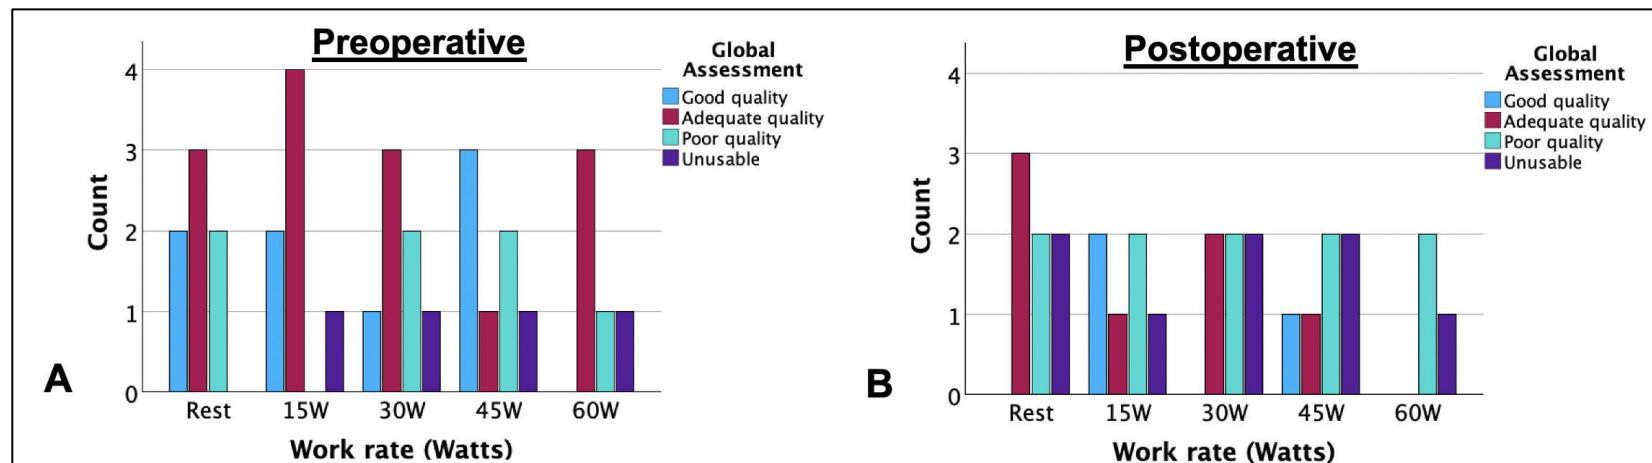 Preoperative
Global
Assessment
Good quality
Adequate quality
Poor quality
Unusable
4
3
2
1
0
Count
Rest 15W 30W 45W 60W
Work rate (Watts)
A
Postoperative
Global
Assessment
Good quality
Adequate quality
Poor quality
Unusable
4
3
2
1
0
Count
Rest 15W 30W 45W 60W
Work rate (Watts)
B